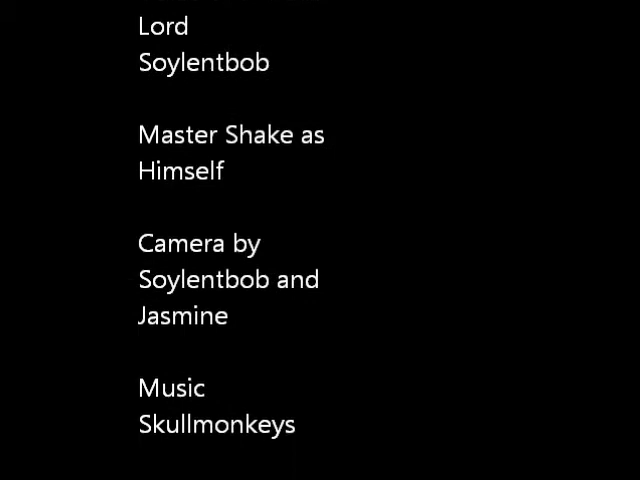 Lord
Soylentbob
Master Shake as
Himself
Camera by
Soylentbob and
Jasmine
Music
Skullmonkeys